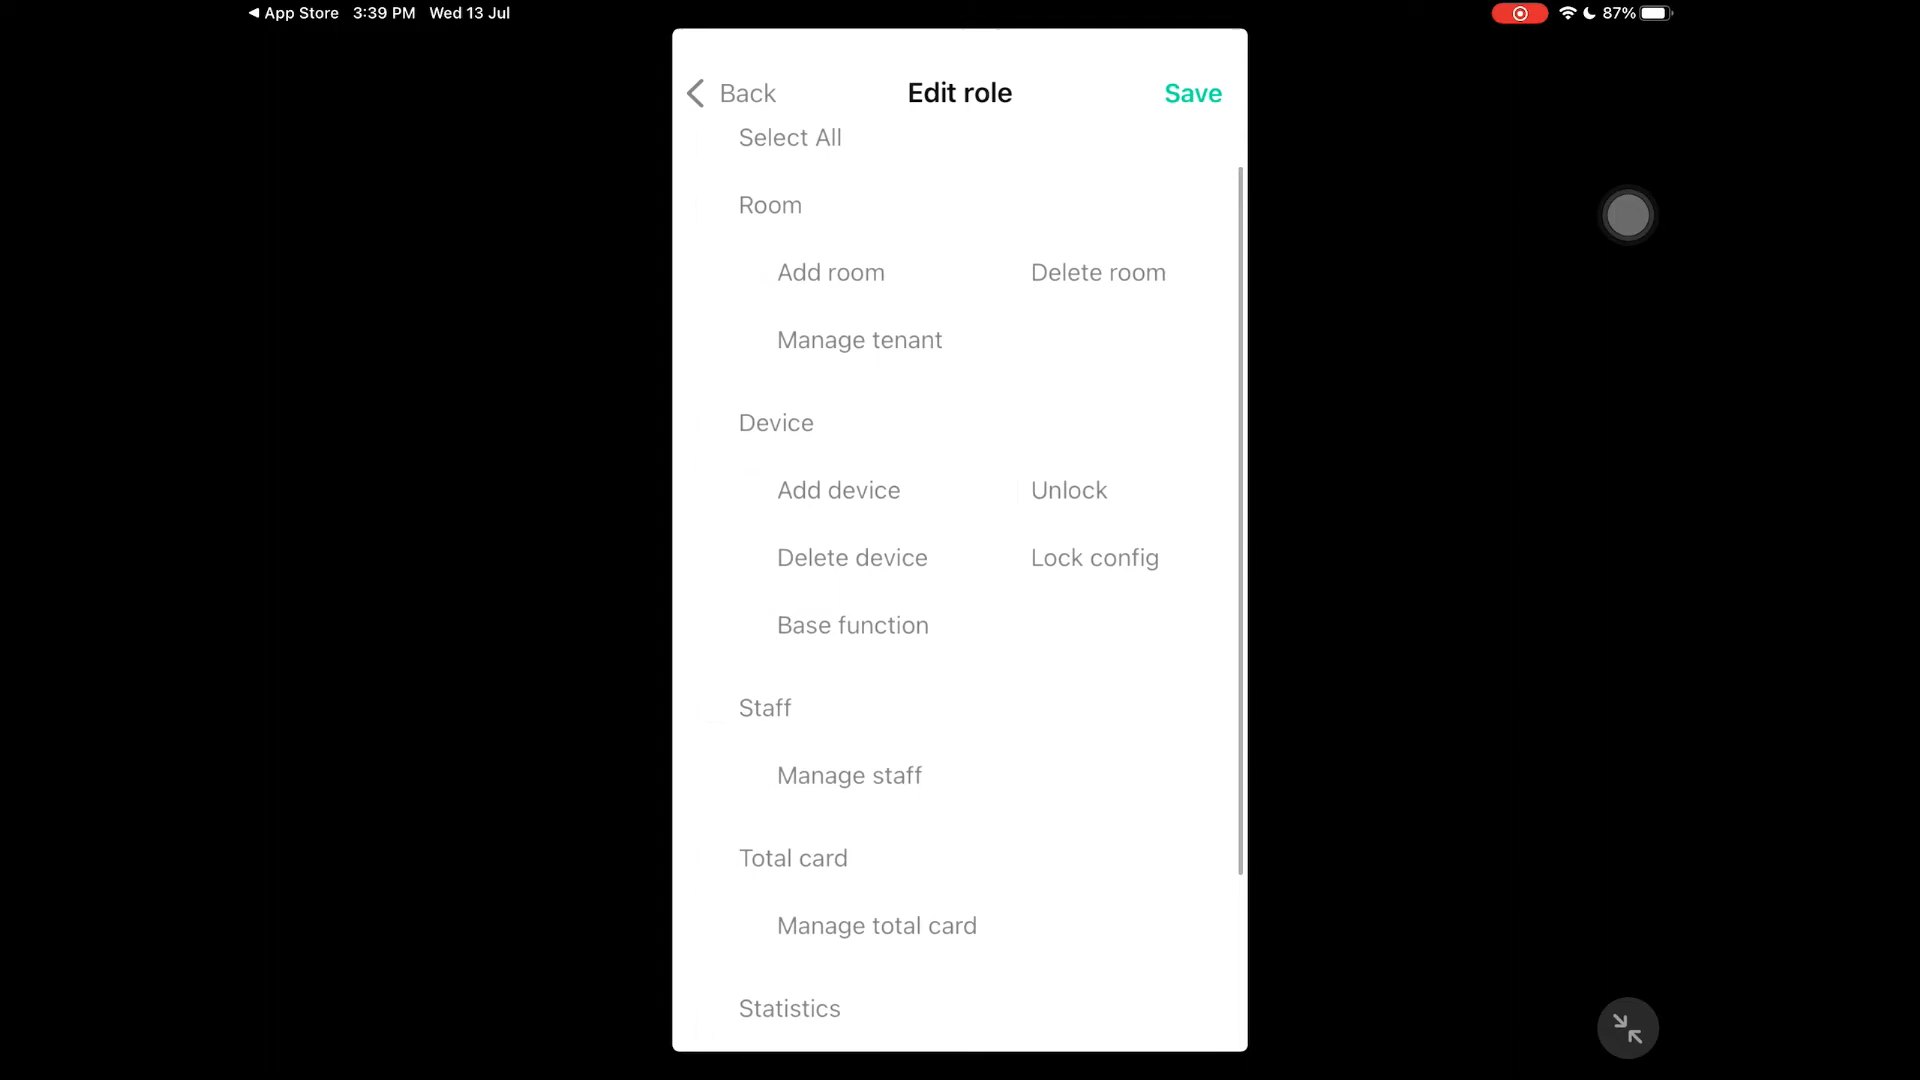 ◀ App Store 3:39 PM Wed 13 Jul 87%
Back Edit role Save
Select All
Room
Add room Delete room
Manage tenant
Device
Add device Unlock
Delete device Lock config
Base function
Staff
Manage staff
Total card
Manage total card
Statistics